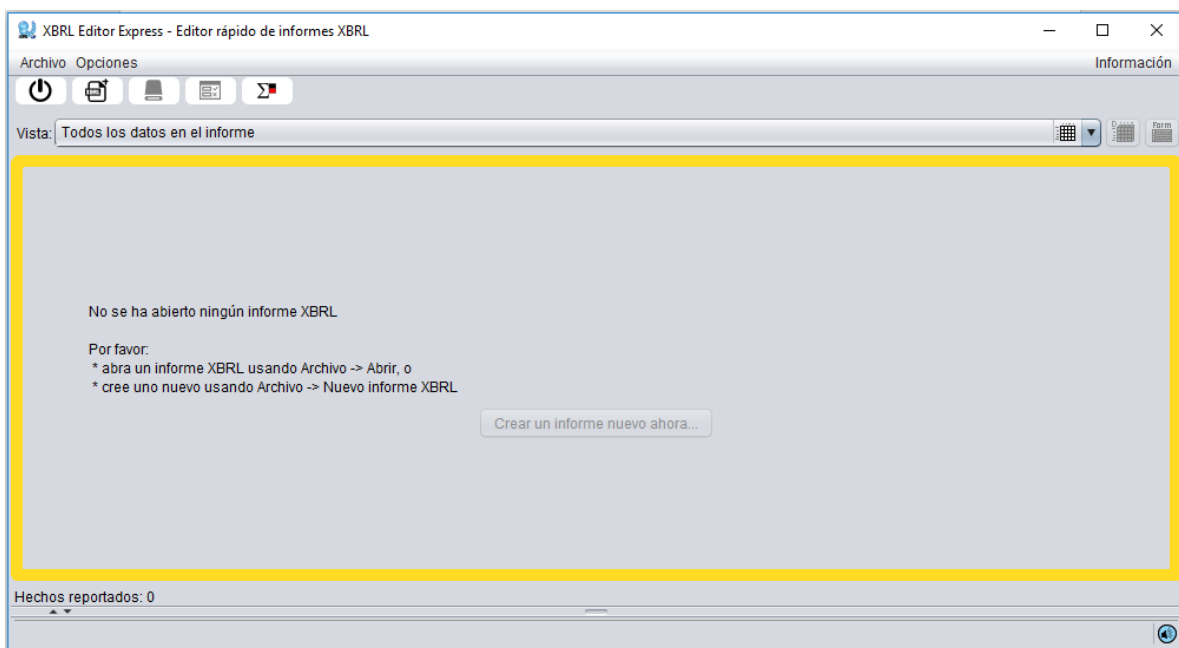 XBRL Editor Express - Editor rápido de informes XBRL
Archivo Opciones Información
Vista: Todos los datos en el informe Form
No se ha abierto ningún informe XBRL
Por favor:
* abra un informe XBRL usando Archivo -> Abrir, o
* cree uno nuevo usando Archivo -> Nuevo informe XBRL
Crear un informe nuevo ahora...
Hechos reportados: 0